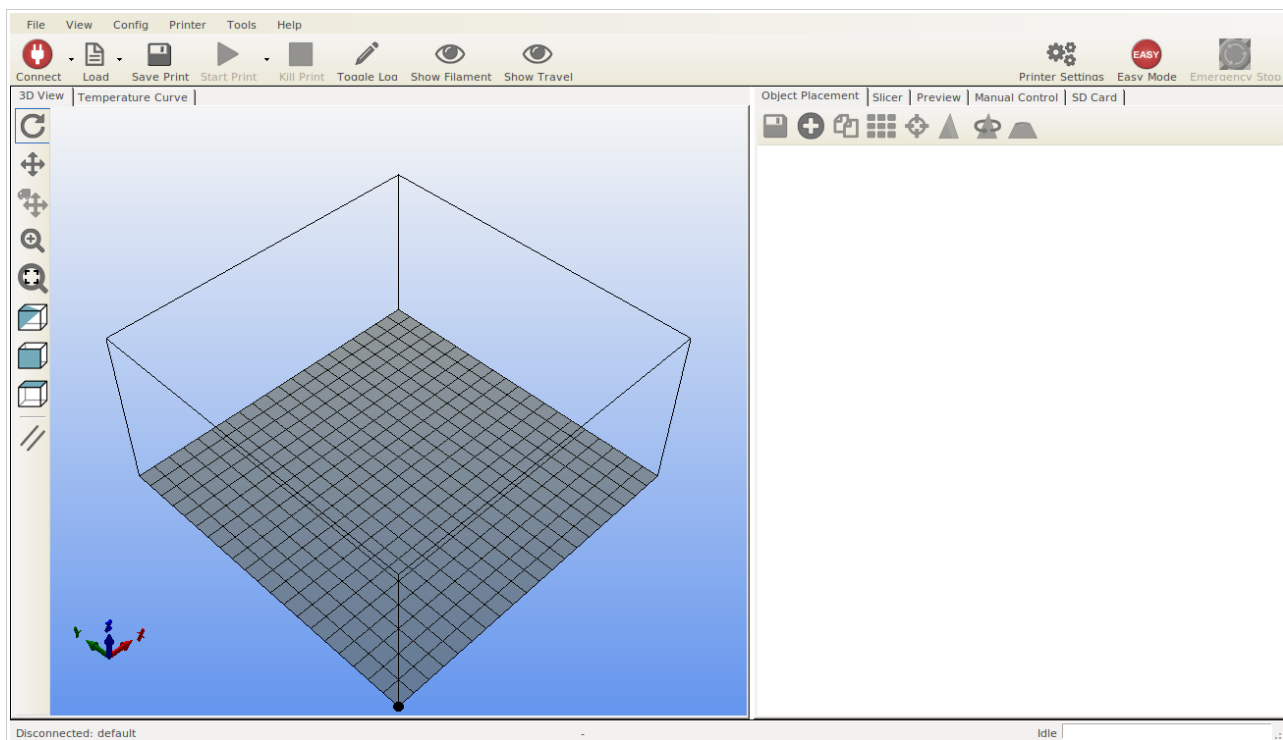 File View Config Printer Tools Help
EASY
Connect Load Save Print Start Print Kill Print Toggle Log Show Filament Show Travel Printer Settings Easy Mode Emergency Stop
3D View Temperature Curve Object Placement Slicer Preview Manual Control SD Card
Y Z X
Disconnected: default - Idle